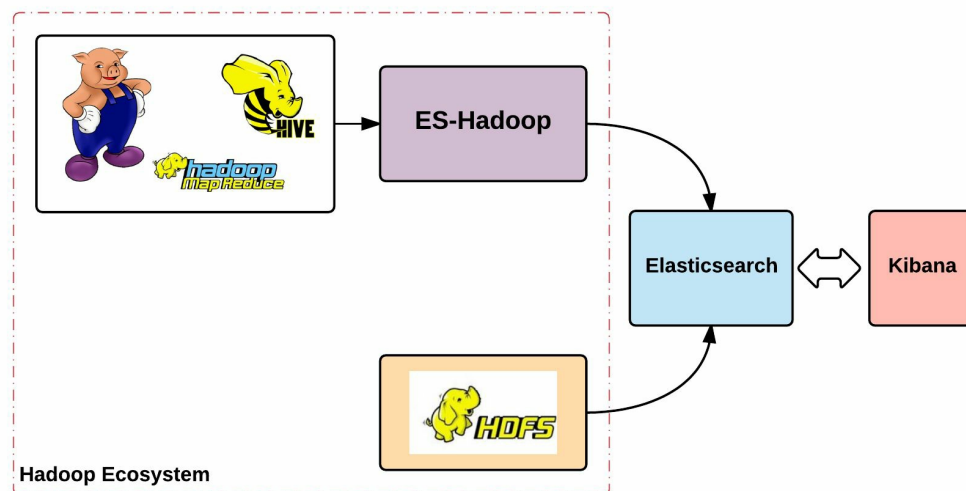 HIVE
hadoop
Map Reduce
ES-Hadoop
Elasticsearch
Kibana
HDFS
Hadoop Ecosystem